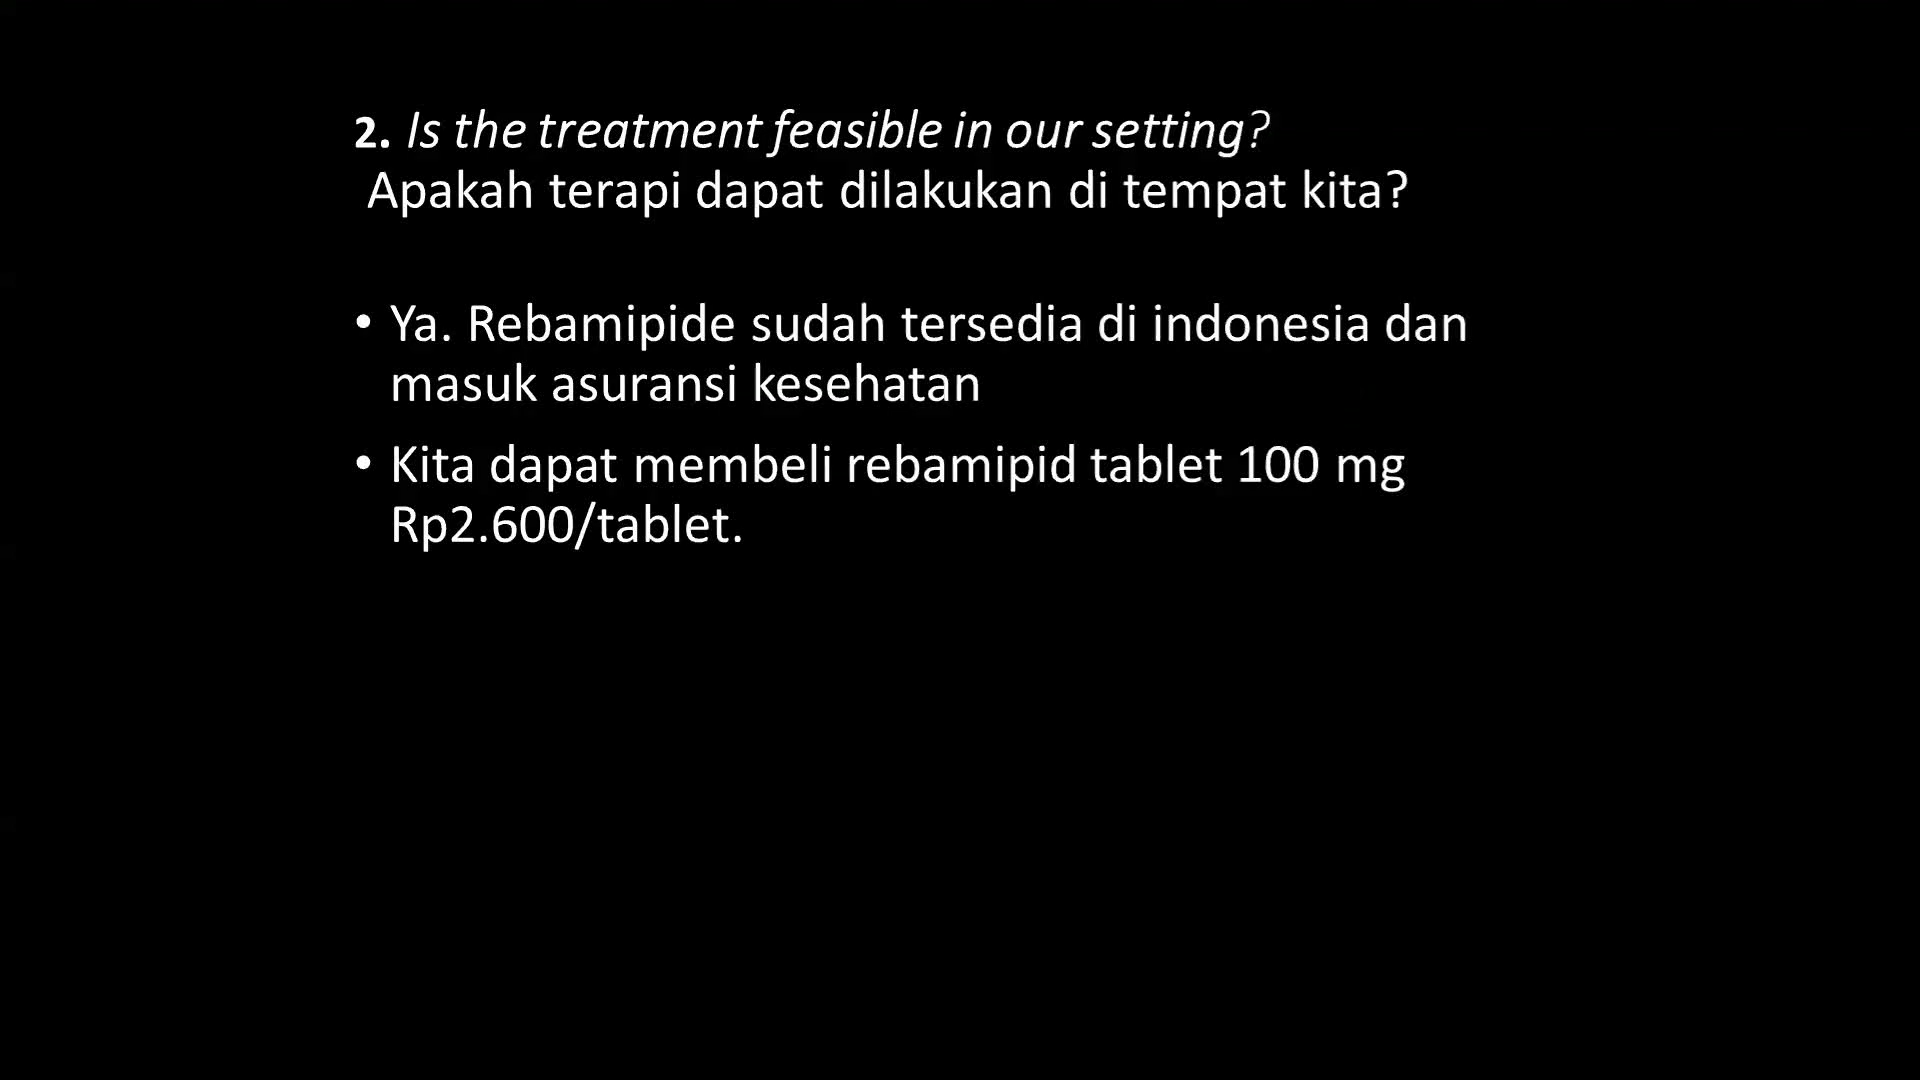 2. Is the treatment feasible in our setting?
Apakah terapi dapat dilakukan di tempat kita?
• Ya. Rebamipide sudah tersedia di indonesia dan
masuk asuransi kesehatan
• Kita dapat membeli rebamipid tablet 100 mg
Rp2.600/tablet.